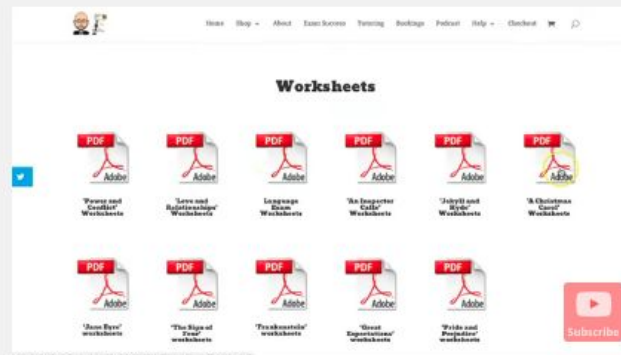 Home Shop About Exam Success Tutoring Bookings Podcast Help Checkout
Worksheets
PDF PDF PDF PDF PDF PDF
Adobe Adobe Adobe Adobe Adobe Adobe
'Power and Conflict' Worksheets
'Love and Relationships' Worksheets
Language Exam Worksheets
'An Inspector Calls' Worksheets
'Jekyll and Hyde' Worksheets
'A Christmas Carol' Worksheets
PDF PDF PDF PDF PDF
Adobe Adobe Adobe Adobe Adobe
'Jane Eyre' worksheets
'The Sign of Four' worksheets
'Frankenstein' worksheets
'Great Expectations' worksheets
'Pride and Prejudice' worksheets
Subscribe